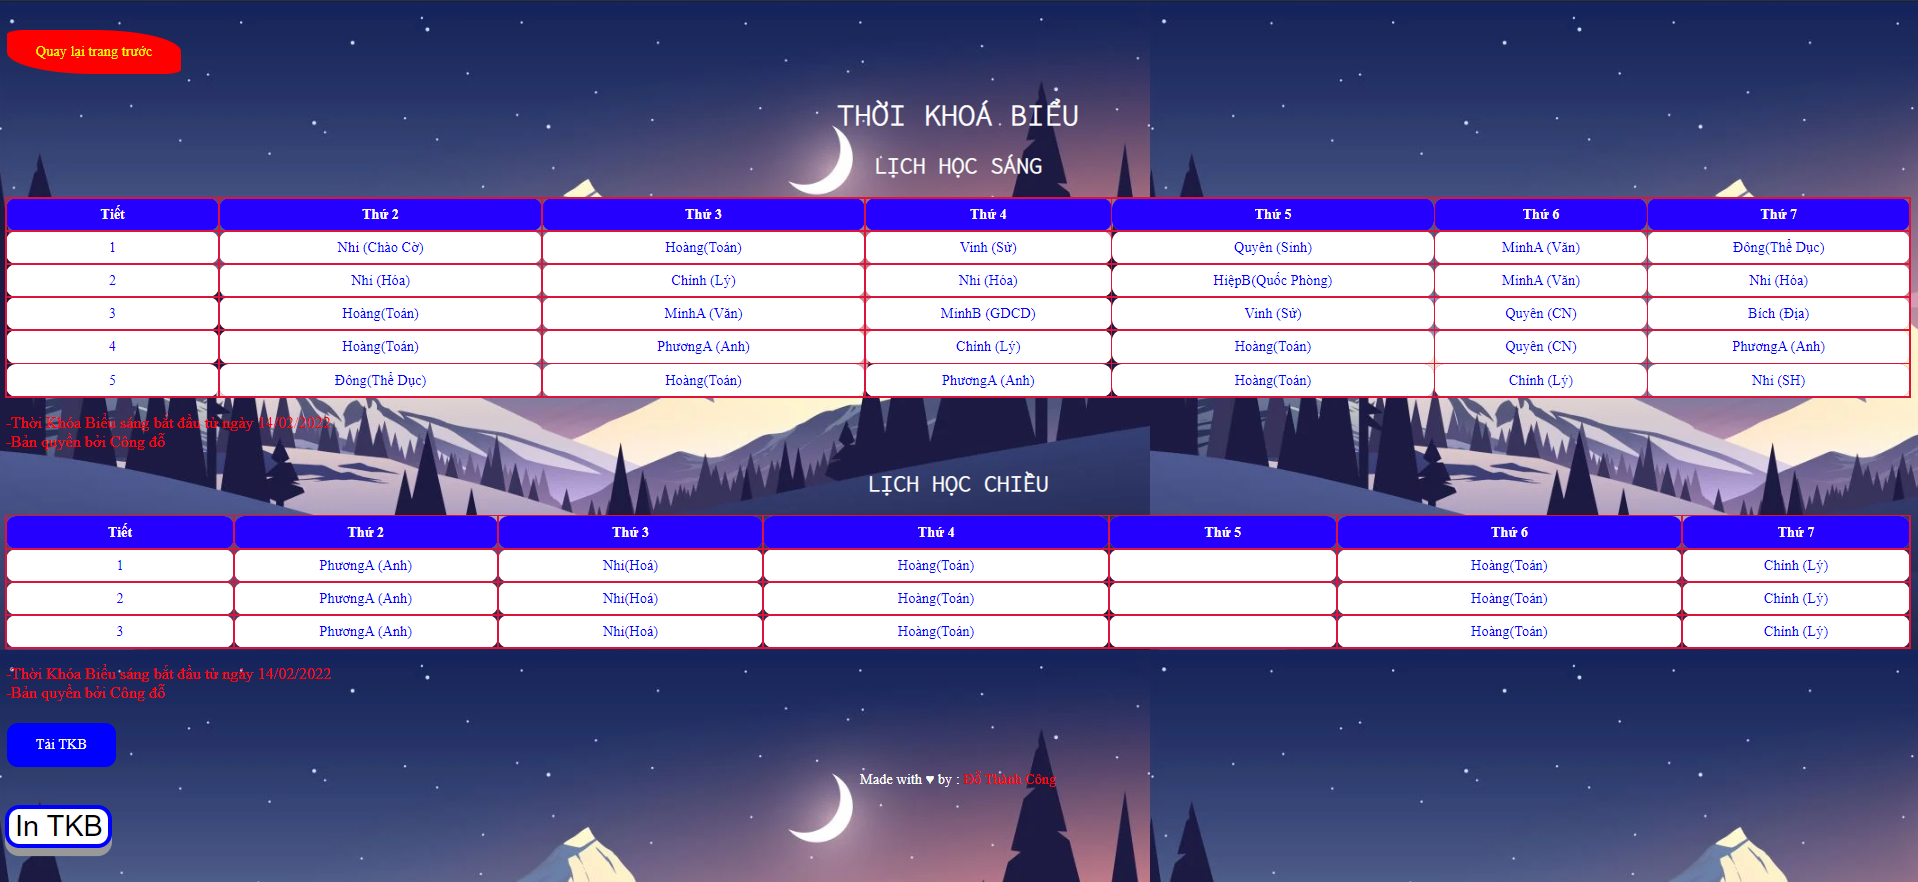 Quay lại trang trước
THỜI KHOÁ BIỂU
LỊCH HỌC SÁNG
Tiết Thứ 2 Thứ 3 Thứ 4 Thứ 5 Thứ 6 Thứ 7
1 Nhi (Chào Cờ) Hoàng(Toán) Vinh (Sử) Quyên (Sinh) MinhA (Văn) Đông(Thể Dục)
2 Nhi (Hóa) Chinh (Lý) Nhi (Hóa) HiệpB(Quốc Phòng) MinhA (Văn) Nhi (Hóa)
3 Hoàng(Toán) MinhA (Văn) MinhB (GDCD) Vinh (Sử) Quyên (CN) Bích (Địa)
4 Hoàng(Toán) PhươngA (Anh) Chinh (Lý) Hoàng(Toán) Quyên (CN) PhươngA (Anh)
5 Đông(Thể Dục) Hoàng(Toán) PhươngA (Anh) Hoàng(Toán) Chinh (Lý) Nhi (SH)
-Thời Khóa Biểu sáng bắt đầu từ ngày 14/02/2022
-Bản quyền bởi Công đỗ
LỊCH HỌC CHIỀU
Tiết Thứ 2 Thứ 3 Thứ 4 Thứ 5 Thứ 6 Thứ 7
1 PhươngA (Anh) Nhi(Hoá) Hoàng(Toán) Hoàng(Toán) Chinh (Lý)
2 PhươngA (Anh) Nhi(Hoá) Hoàng(Toán) Hoàng(Toán) Chinh (Lý)
3 PhươngA (Anh) Nhi(Hoá) Hoàng(Toán) Hoàng(Toán) Chinh (Lý)
-Thời Khóa Biểu sáng bắt đầu từ ngày 14/02/2022
-Bản quyền bởi Công đỗ
Tải TKB
Made with ♥ by : Đỗ Thành Công
In TKB